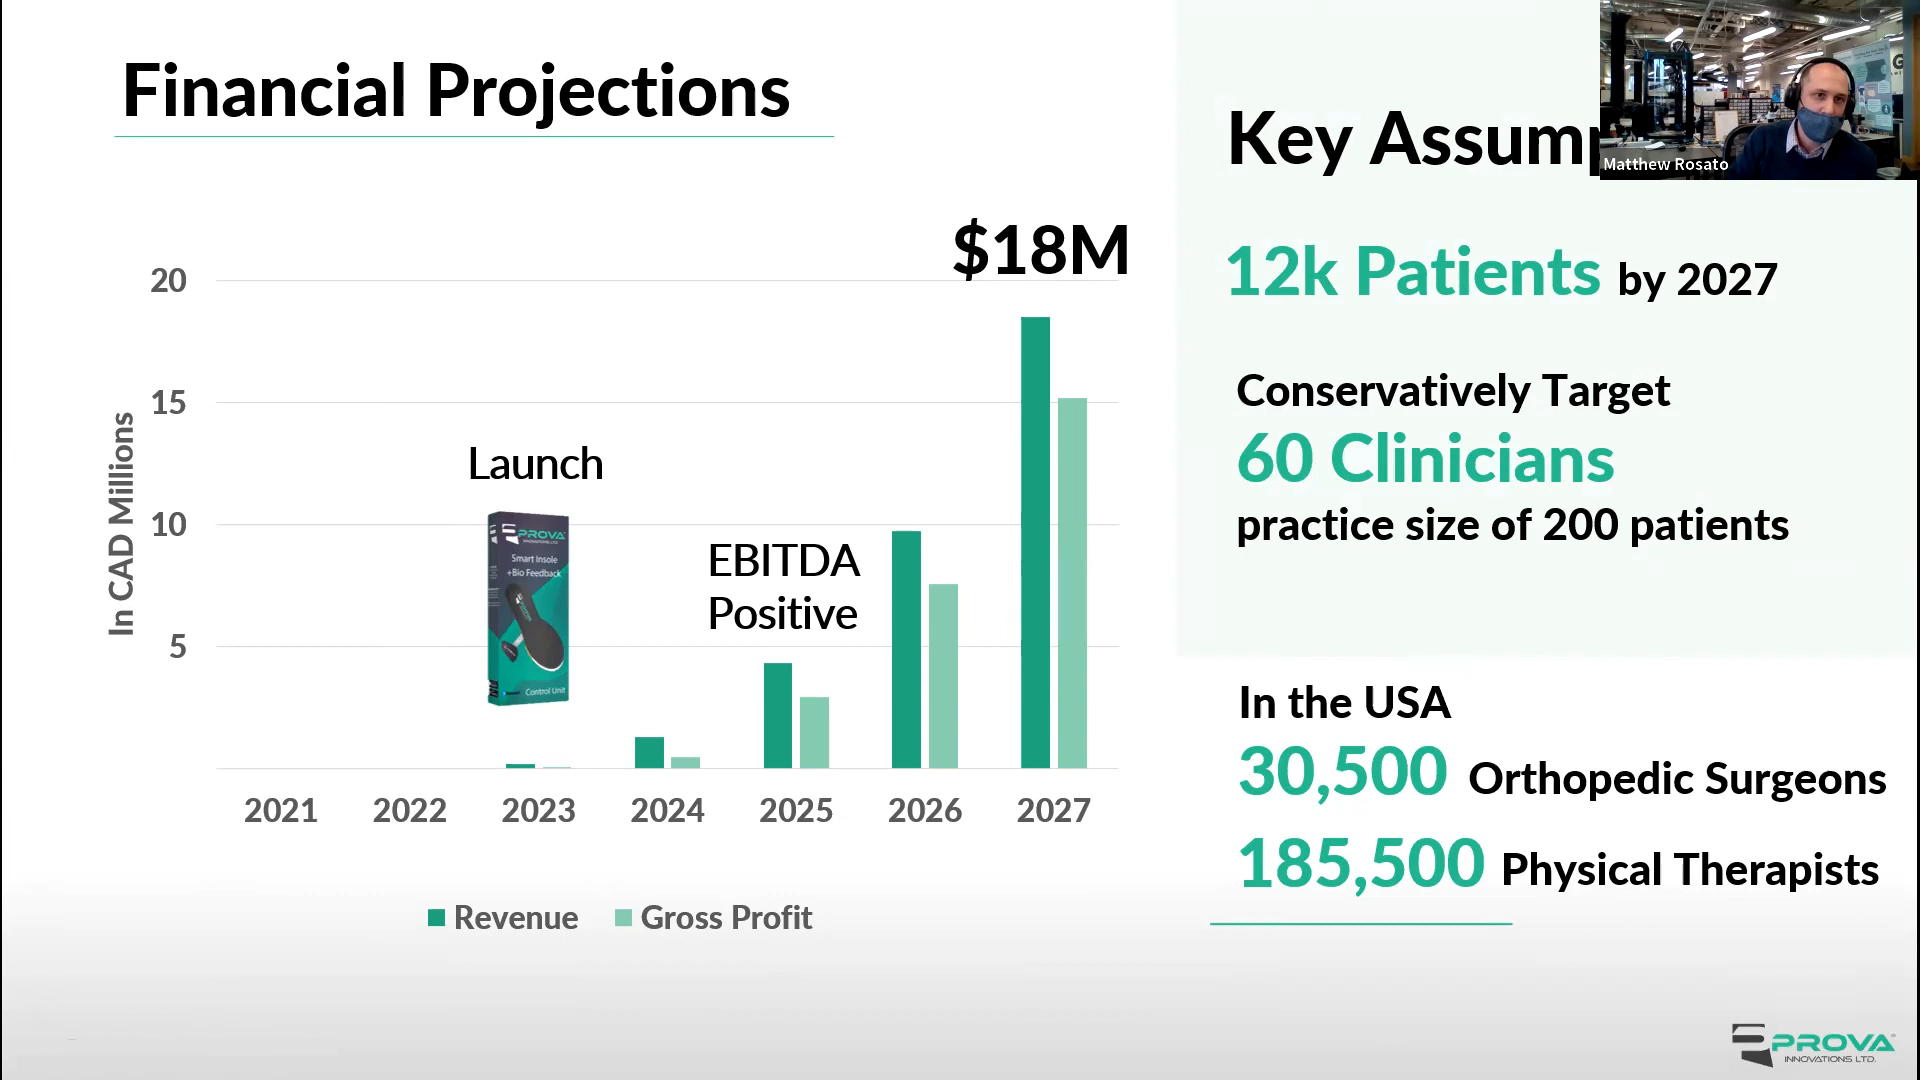 Financial Projections
Key Assum
Matthew Rosato
$18M
12k Patients by 2027
20
15
10
5
In CAD Millions
Launch
PROVA
INNOVATIONS LTD.
Smart Insole
+Bio Feedback
Control Unit
EBITDA
Positive
2021 2022 2023 2024 2025 2026 2027
Revenue Gross Profit
Conservatively Target
60 Clinicians
practice size of 200 patients
In the USA
30,500 Orthopedic Surgeons
185,500 Physical Therapists
PROVA
INNOVATIONS LTD.